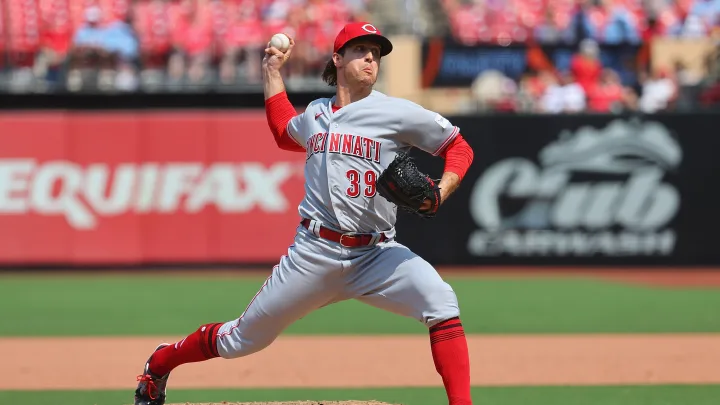 EQUIFAX
CINCINNATI
39
C
Club
CARWASH